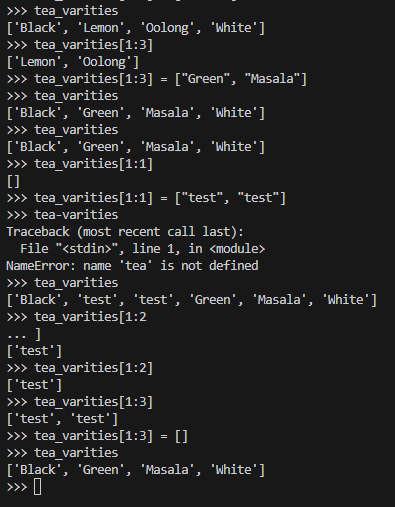 >>> tea_varities
['Black', 'Lemon', 'Oolong', 'White']
>>> tea_varities[1:3]
['Lemon', 'Oolong']
>>> tea_varities[1:3] = ["Green", "Masala"]
>>> tea_varities
['Black', 'Green', 'Masala', 'White']
>>> tea_varities
['Black', 'Green', 'Masala', 'White']
>>> tea_varities[1:1]
[]
>>> tea_varities[1:1] = ["test", "test"]
>>> tea-varities
Traceback (most recent call last):
  File "<stdin>", line 1, in <module>
NameError: name 'tea' is not defined
>>> tea_varities
['Black', 'test', 'test', 'Green', 'Masala', 'White']
>>> tea_varities[1:2
... ]
['test']
>>> tea_varities[1:2]
['test']
>>> tea_varities[1:3]
['test', 'test']
>>> tea_varities[1:3] = []
>>> tea_varities
['Black', 'Green', 'Masala', 'White']
>>>